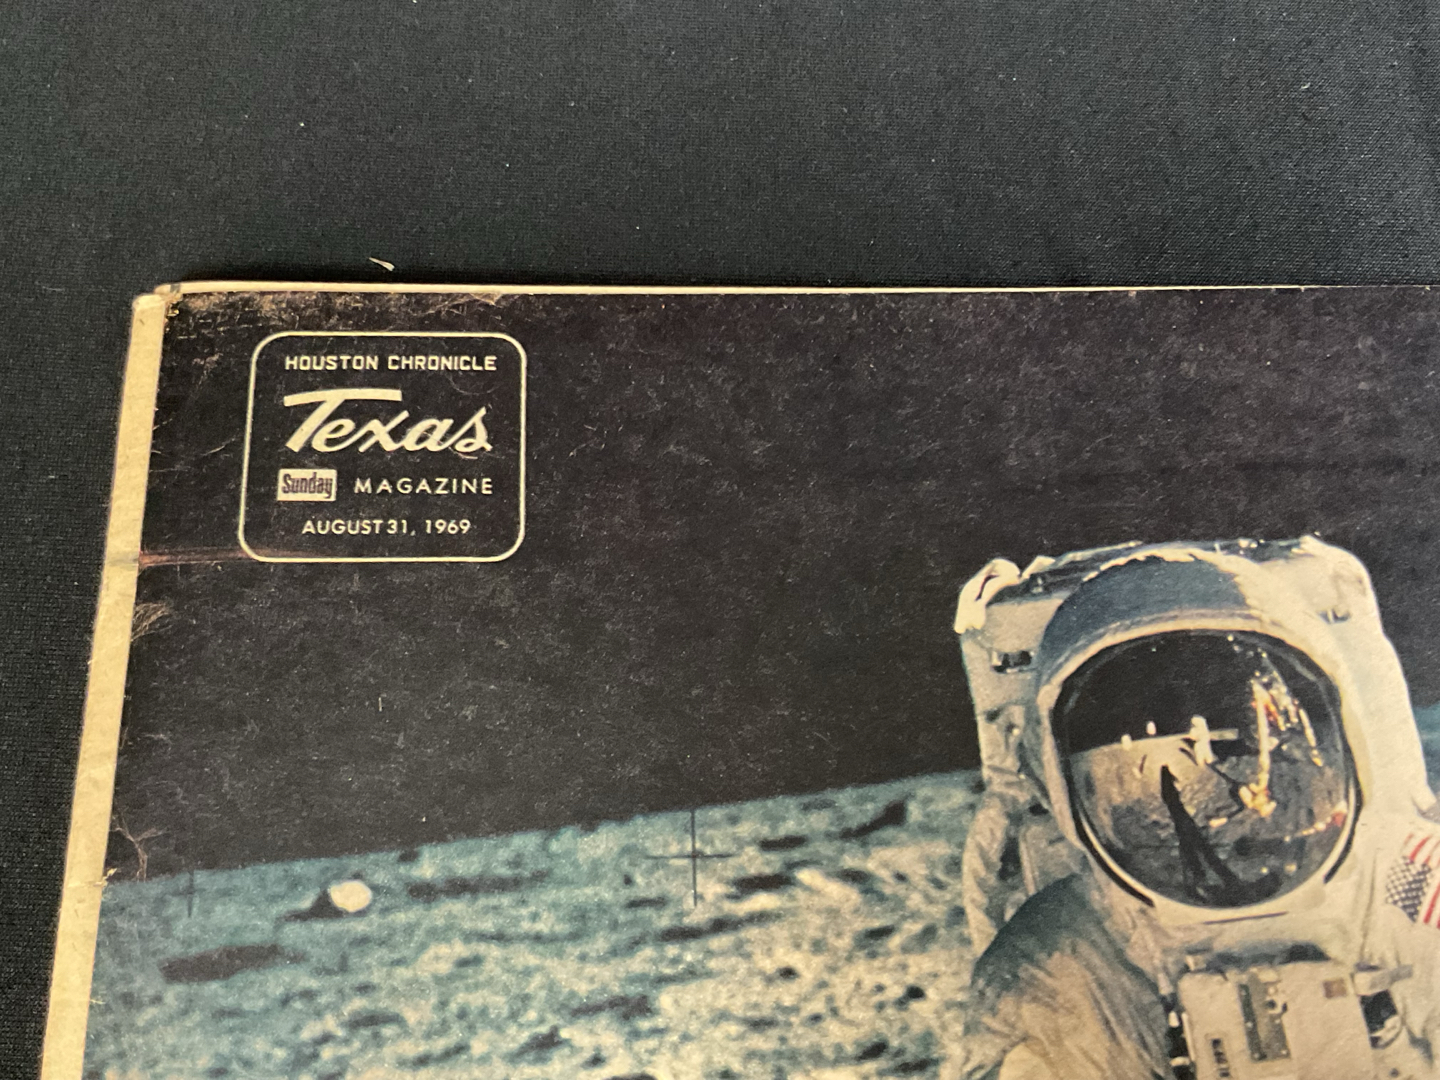 HOUSTON CHRONICLE
Texas
Sunday MAGAZINE
AUGUST 31, 1969